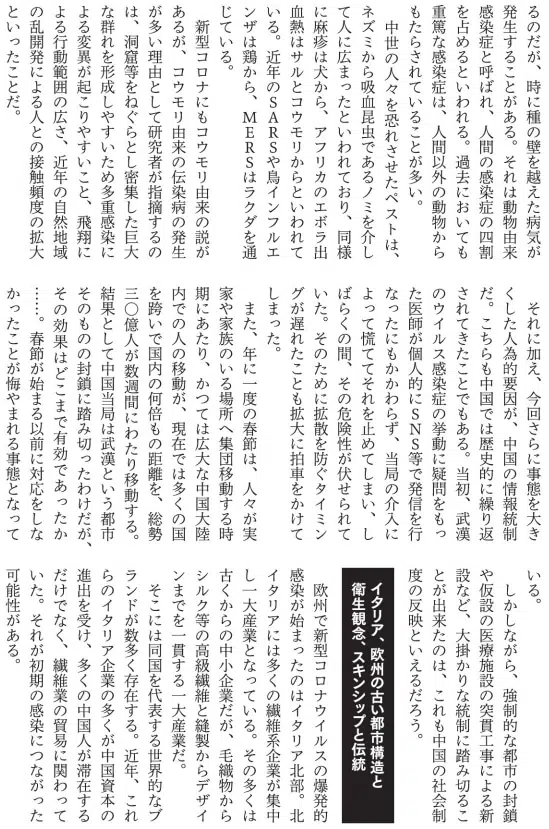 るのだが、時に種の壁を越えた病気が
発生することがある。それは動物由来
感染症と呼ばれ、人間の感染症の四割
を占めるといわれる。過去においても
重篤な感染症は、人間以外の動物から
もたらされていることが多い。
中世の人々を恐れさせたペストは、
ネズミから吸血昆虫であるノミを介し
て人に広まったといわれており、同様
に麻疹は犬から、アフリカのエボラ出
血熱はサルとコウモリからといわれて
いる。近年のSARSや鳥インフルエ
ンザは鶏から、MERSはラクダを通
じている。
新型コロナにもコウモリ由来の説が
あるが、コウモリ由来の伝染病の発生
が多い理由として研究者が指摘するの
は、洞窟等をねぐらとし密集した巨大
な群れを形成しやすいため多重感染に
よる変異が起こりやすいこと、飛翔に
よる行動範囲の広さ、近年の自然地域
の乱開発による人との接触頻度の拡大
といったことだ。
それに加え、今回さらに事態を大き
くした人為的要因が、中国の情報統制
だ。こちらも中国では歴史的に繰り返
されてきたことでもある。当初、武漢
のウイルス感染症の挙動に疑問をもっ
た医師が個人的にSNS等で発信を行
なったにもかかわらず、当局の介入に
よって慌ててそれを止めてしまい、し
ばらくの間、その危険性が伏せられて
いた。そのために拡散を防ぐタイミン
グが遅れたことも拡大に拍車をかけて
しまった。
また、年に一度の春節は、人々が実
家や家族のいる場所へ集団移動する時
期にあたり、かつては広大な中国大陸
内での人の移動が、現在では多くの国
を跨いで国内の何倍もの距離を、総勢
三〇億人が数週間にわたり移動する。
結果として中国当局は武漢という都市
そのものの封鎖に踏み切ったわけだが、
その効果はどこまで有効であったか
……。春節が始まる以前に対応をしな
かったことが悔やまれる事態となって
いる。
しかしながら、強制的な都市の封鎖
や仮設の医療施設の突貫工事による新
設など、大掛かりな統制に踏み切るこ
とが出来たのは、これも中国の社会制
度の反映といえるだろう。
イタリア、欧州の古い都市構造と
衛生観念、スキンシップと伝統
欧州で新型コロナウイルスの爆発的
感染が始まったのはイタリア北部。北
イタリアには多くの繊維系企業が集中
し一大産業となっている。その多くは
古くからの中小企業だが、毛織物から
シルク等の高級繊維と縫製からデザイ
ンまでを一貫する一大産業だ。
そこには同国を代表する世界的なブ
ランドが数多く存在する。近年、これ
らのイタリア企業の多くが中国資本の
進出を受け、多くの中国人が滞在する
だけでなく、繊維業の貿易に関わって
いた。それが初期の感染につながった
可能性がある。